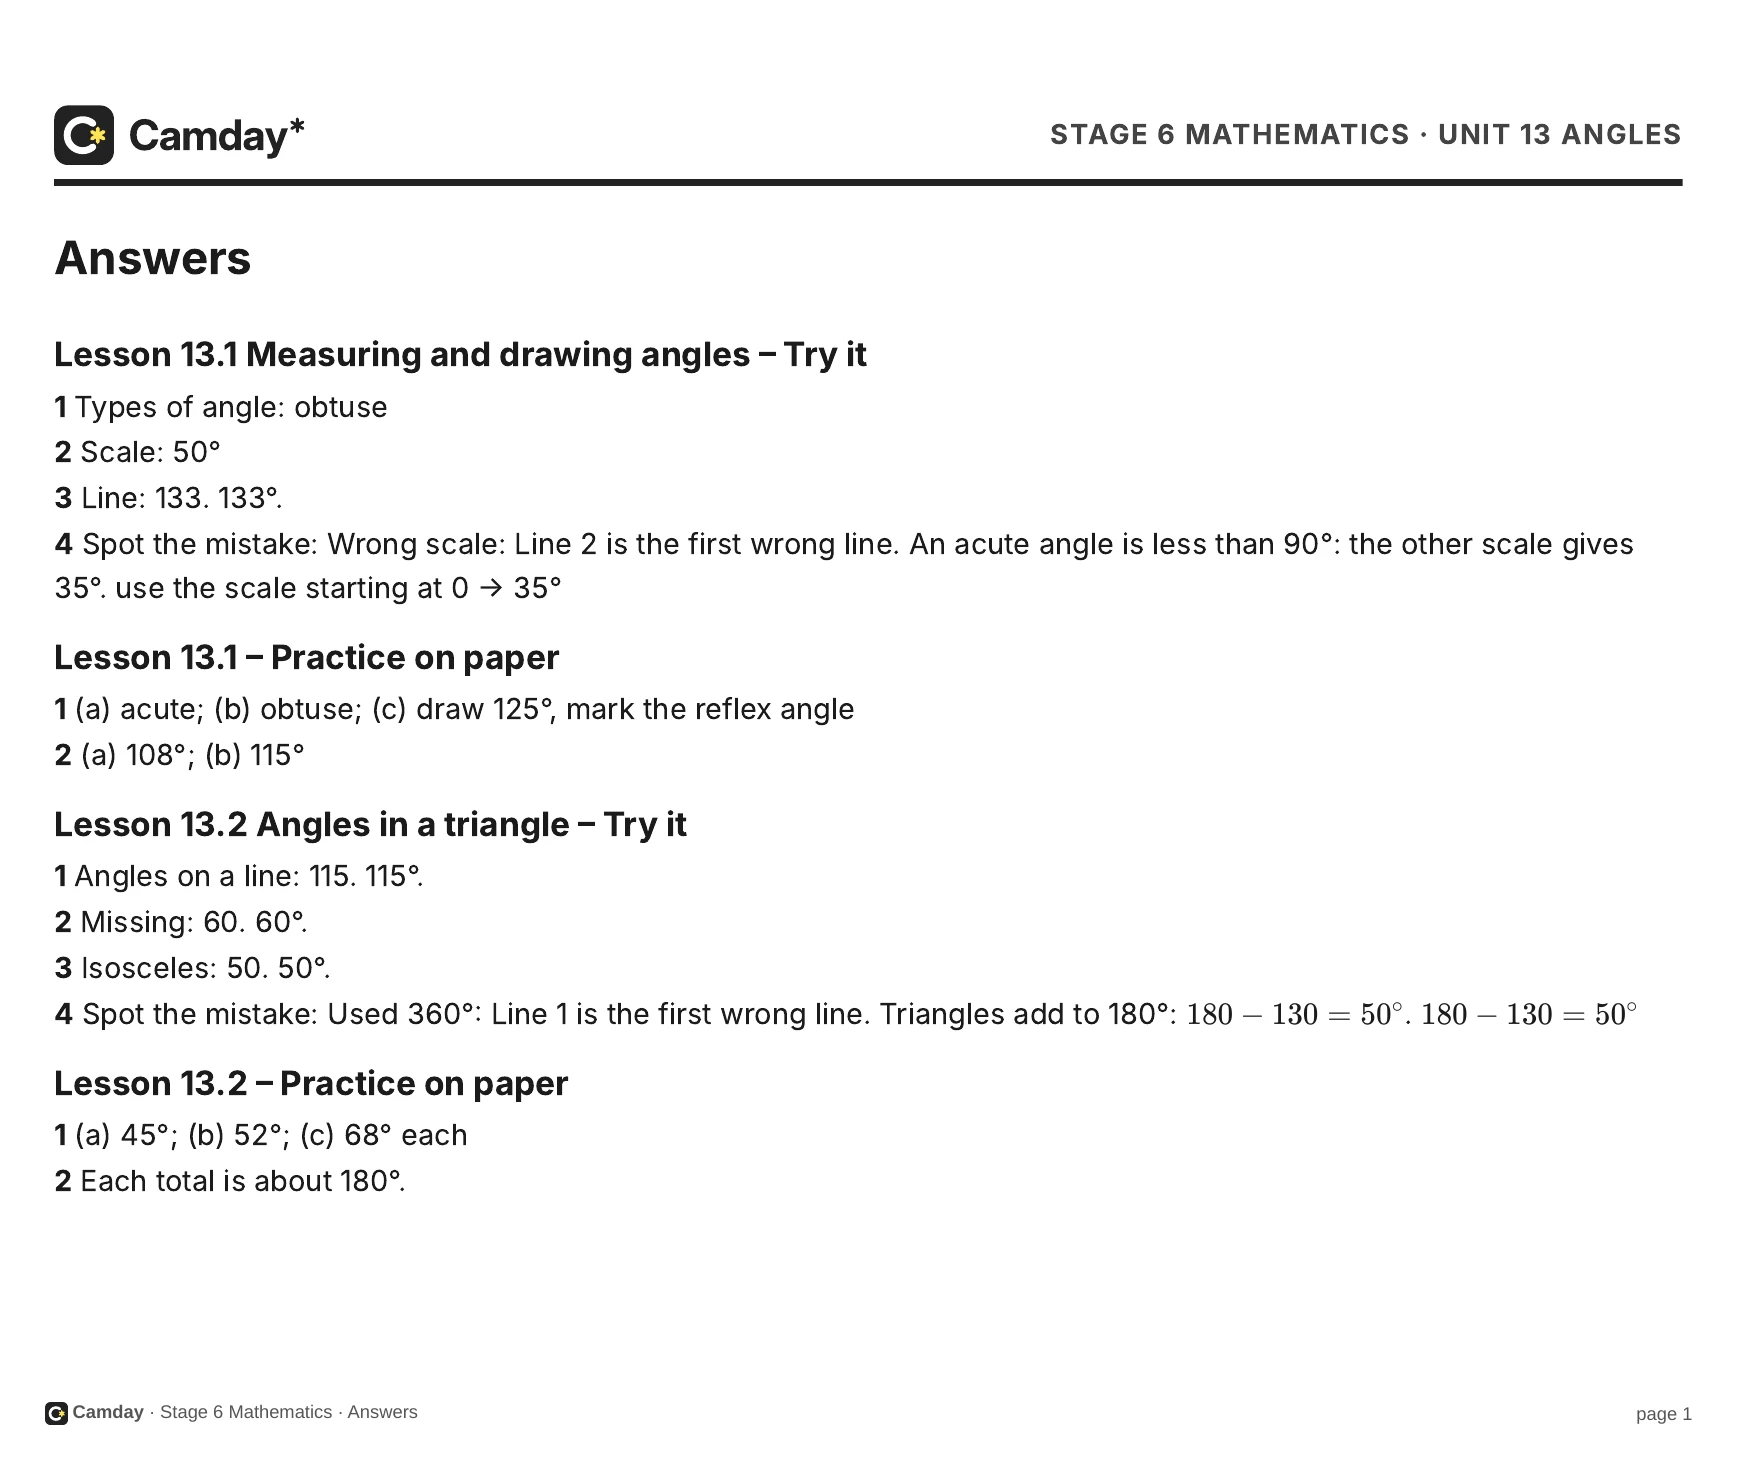 Camday*
STAGE 6 MATHEMATICS · UNIT 13 ANGLES
Answers
Lesson 13.1 Measuring and drawing angles – Try it
1 Types of angle: obtuse
2 Scale: 50°
3 Line: 133. 133°.
4 Spot the mistake: Wrong scale: Line 2 is the first wrong line. An acute angle is less than 90°: the other scale gives
35°. use the scale starting at 0 → 35°
Lesson 13.1 – Practice on paper
1 (a) acute; (b) obtuse; (c) draw 125°, mark the reflex angle
2 (a) 108°; (b) 115°
Lesson 13.2 Angles in a triangle – Try it
1 Angles on a line: 115. 115°.
2 Missing: 60. 60°.
3 Isosceles: 50. 50°.
4 Spot the mistake: Used 360°: Line 1 is the first wrong line. Triangles add to 180°: 180 − 130 = 50°. 180 − 130 = 50°
Lesson 13.2 – Practice on paper
1 (a) 45°; (b) 52°; (c) 68° each
2 Each total is about 180°.
Camday · Stage 6 Mathematics · Answers
page 1